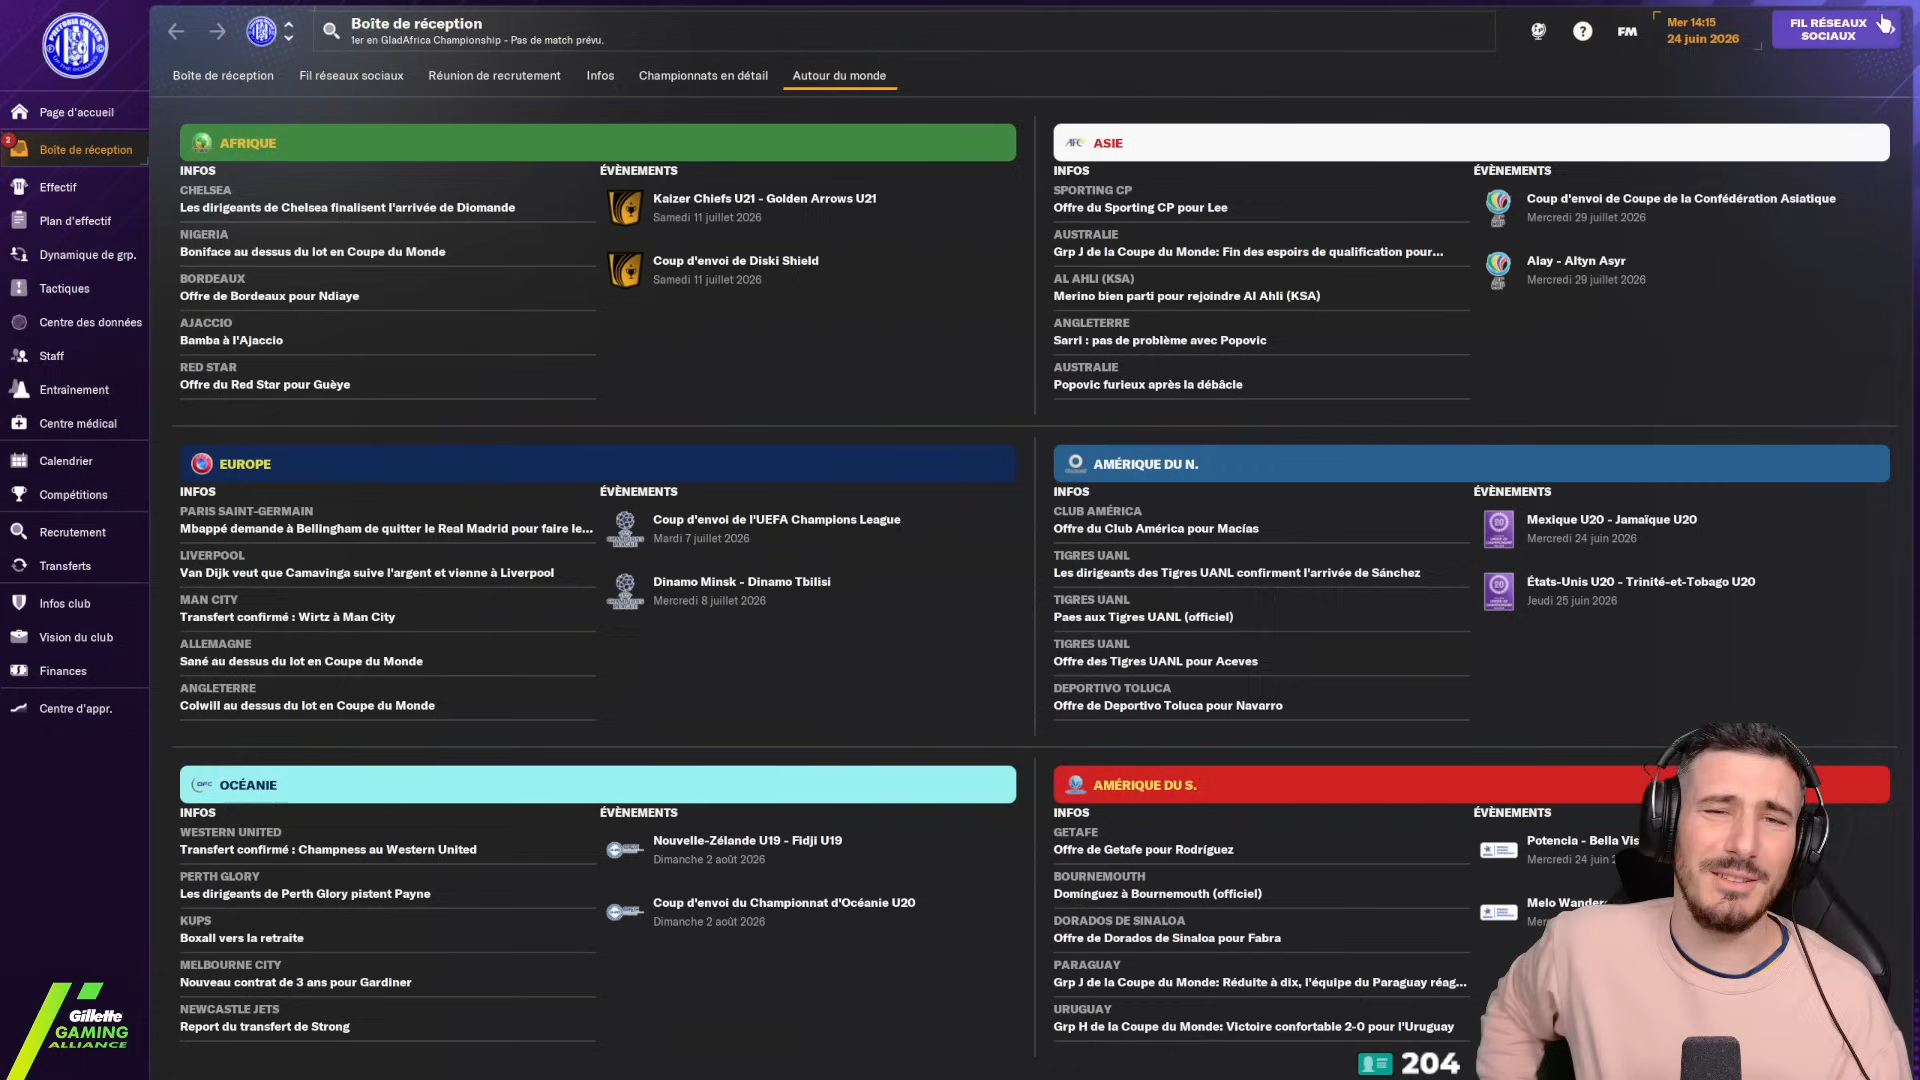 Boîte de réception
1er en GladAfrica Championship - Pas de match prévu.
FM
Mer 14:15
24 juin 2026
FIL RÉSEAUX
SOCIAUX
Boîte de réception
Fil réseaux sociaux
Réunion de recrutement
Infos
Championnats en détail
Autour du monde
Page d'accueil
2
Boîte de réception
Effectif
Plan d'effectif
Dynamique de grp.
Tactiques
Centre des données
Staff
Entraînement
Centre médical
Calendrier
Compétitions
Recrutement
Transferts
Infos club
Vision du club
Finances
Centre d'appr.
Gillette
GAMING
ALLIANCE
AFRIQUE
INFOS
CHELSEA
Les dirigeants de Chelsea finalisent l'arrivée de Diomande
NIGERIA
Boniface au dessus du lot en Coupe du Monde
BORDEAUX
Offre de Bordeaux pour Ndiaye
AJACCIO
Bamba à l'Ajaccio
RED STAR
Offre du Red Star pour Guèye
ÉVÈNEMENTS
Kaizer Chiefs U21 - Golden Arrows U21
Samedi 11 juillet 2026
Coup d'envoi de Diski Shield
Samedi 11 juillet 2026
AFC
ASIE
INFOS
SPORTING CP
Offre du Sporting CP pour Lee
AUSTRALIE
Grp J de la Coupe du Monde: Fin des espoirs de qualification pour...
AL AHLI (KSA)
Merino bien parti pour rejoindre Al Ahli (KSA)
ANGLETERRE
Sarri : pas de problème avec Popovic
AUSTRALIE
Popovic furieux après la débâcle
ÉVÈNEMENTS
Coup d'envoi de Coupe de la Confédération Asiatique
Mercredi 29 juillet 2026
Alay - Altyn Asyr
Mercredi 29 juillet 2026
EUROPE
INFOS
PARIS SAINT-GERMAIN
Mbappé demande à Bellingham de quitter le Real Madrid pour faire le...
LIVERPOOL
Van Dijk veut que Camavinga suive l'argent et vienne à Liverpool
MAN CITY
Transfert confirmé : Wirtz à Man City
ALLEMAGNE
Sané au dessus du lot en Coupe du Monde
ANGLETERRE
Colwill au dessus du lot en Coupe du Monde
ÉVÈNEMENTS
Coup d'envoi de l'UEFA Champions League
Mardi 7 juillet 2026
Dinamo Minsk - Dinamo Tbilisi
Mercredi 8 juillet 2026
AMÉRIQUE DU N.
INFOS
CLUB AMÉRICA
Offre du Club América pour Macías
TIGRES UANL
Les dirigeants des Tigres UANL confirment l'arrivée de Sánchez
TIGRES UANL
Paes aux Tigres UANL (officiel)
TIGRES UANL
Offre des Tigres UANL pour Aceves
DEPORTIVO TOLUCA
Offre de Deportivo Toluca pour Navarro
ÉVÈNEMENTS
Mexique U20 - Jamaïque U20
Mercredi 24 juin 2026
États-Unis U20 - Trinité-et-Tobago U20
Jeudi 25 juin 2026
OFC
OCÉANIE
INFOS
WESTERN UNITED
Transfert confirmé : Champness au Western United
PERTH GLORY
Les dirigeants de Perth Glory pistent Payne
KUPS
Boxall vers la retraite
MELBOURNE CITY
Nouveau contrat de 3 ans pour Gardiner
NEWCASTLE JETS
Report du transfert de Strong
ÉVÈNEMENTS
Nouvelle-Zélande U19 - Fidji U19
Dimanche 2 août 2026
Coup d'envoi du Championnat d'Océanie U20
Dimanche 2 août 2026
AMÉRIQUE DU S.
INFOS
GETAFE
Offre de Getafe pour Rodríguez
BOURNEMOUTH
Domínguez à Bournemouth (officiel)
DORADOS DE SINALOA
Offre de Dorados de Sinaloa pour Fabra
PARAGUAY
Grp J de la Coupe du Monde: Réduite à dix, l'équipe du Paraguay réag...
URUGUAY
Grp H de la Coupe du Monde: Victoire confortable 2-0 pour l'Uruguay
ÉVÈNEMENTS
Potencia - Bella Vis
Mercredi 24 juin
Melo Wander
Mer
204